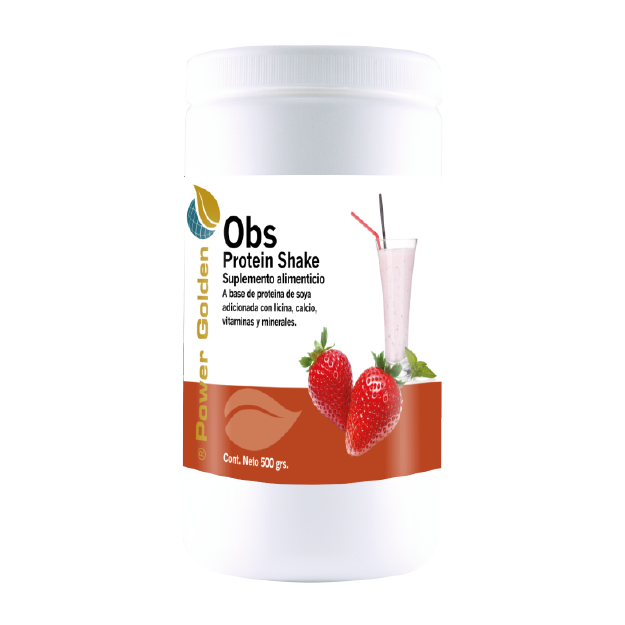 Obs
Protein Shake
Suplemento alimenticio
A base de proteina de soya
adicionada con licina, calcio,
vitaminas y minerales.
® Power Golden
Cont. Neto 500 grs.